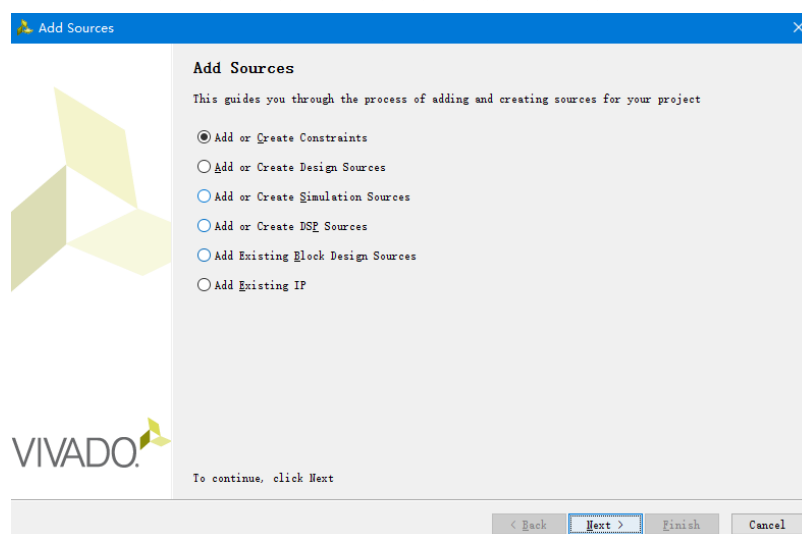 Add Sources
Add Sources
This guides you through the process of adding and creating sources for your project
Add or Create Constraints
Add or Create Design Sources
Add or Create Simulation Sources
Add or Create DSP Sources
Add Existing Block Design Sources
Add Existing IP
VIVADO.
To continue, click Next
< Back
Next >
Finish
Cancel